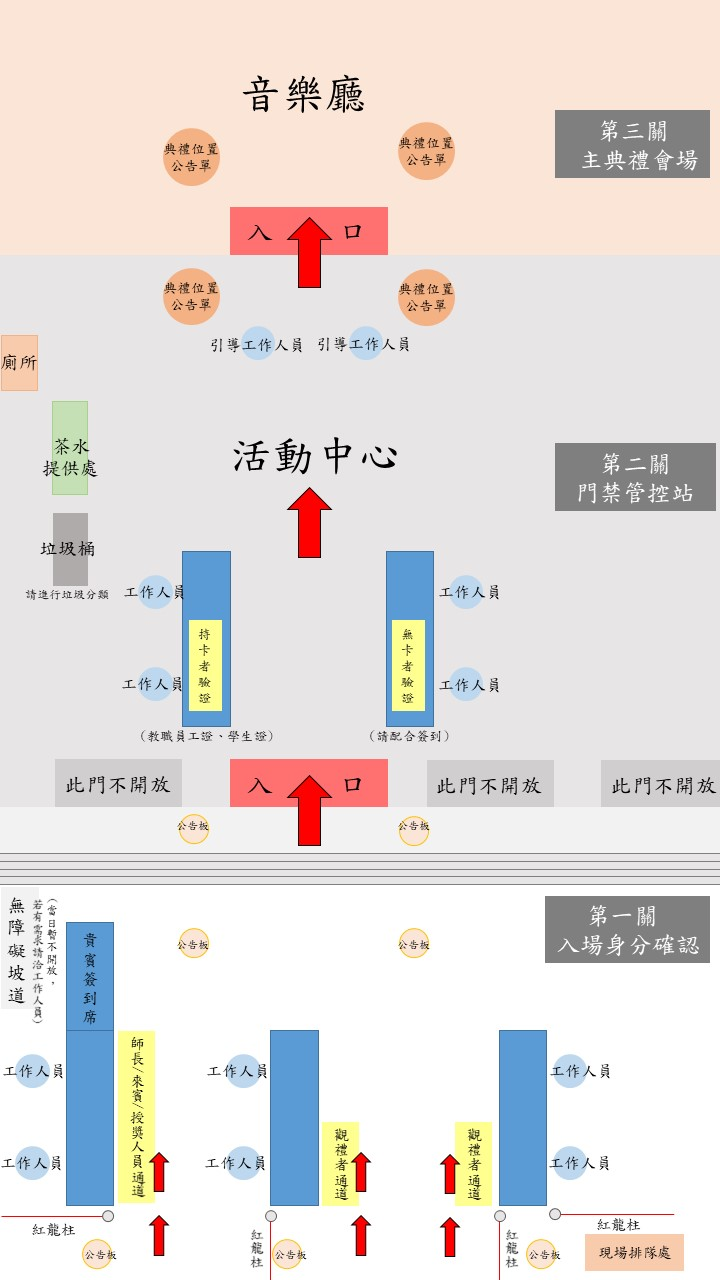 音樂廳
第三關
主典禮會場
典禮位置
公告單
典禮位置
公告單
入 口
典禮位置
公告單
典禮位置
公告單
引導工作人員
引導工作人員
廁所
茶水
提供處
活動中心
第二關
門禁管控站
垃圾桶
請進行垃圾分類
工作人員
工作人員
持卡者驗證
無卡者驗證
工作人員
工作人員
(教職員工證、學生證)
(請配合簽到)
此門不開放
入 口
此門不開放
此門不開放
公告板
公告板
無障礙坡道
(當日暫不開放，
若有需求請洽工作人員)
貴賓簽到席
公告板
公告板
第一關
入場身分確認
工作人員
師長/來賓/授獎人員通道
工作人員
工作人員
工作人員
觀禮者通道
觀禮者通道
工作人員
工作人員
紅龍柱
公告板
紅龍柱
公告板
紅龍柱
公告板
紅龍柱
現場排隊處